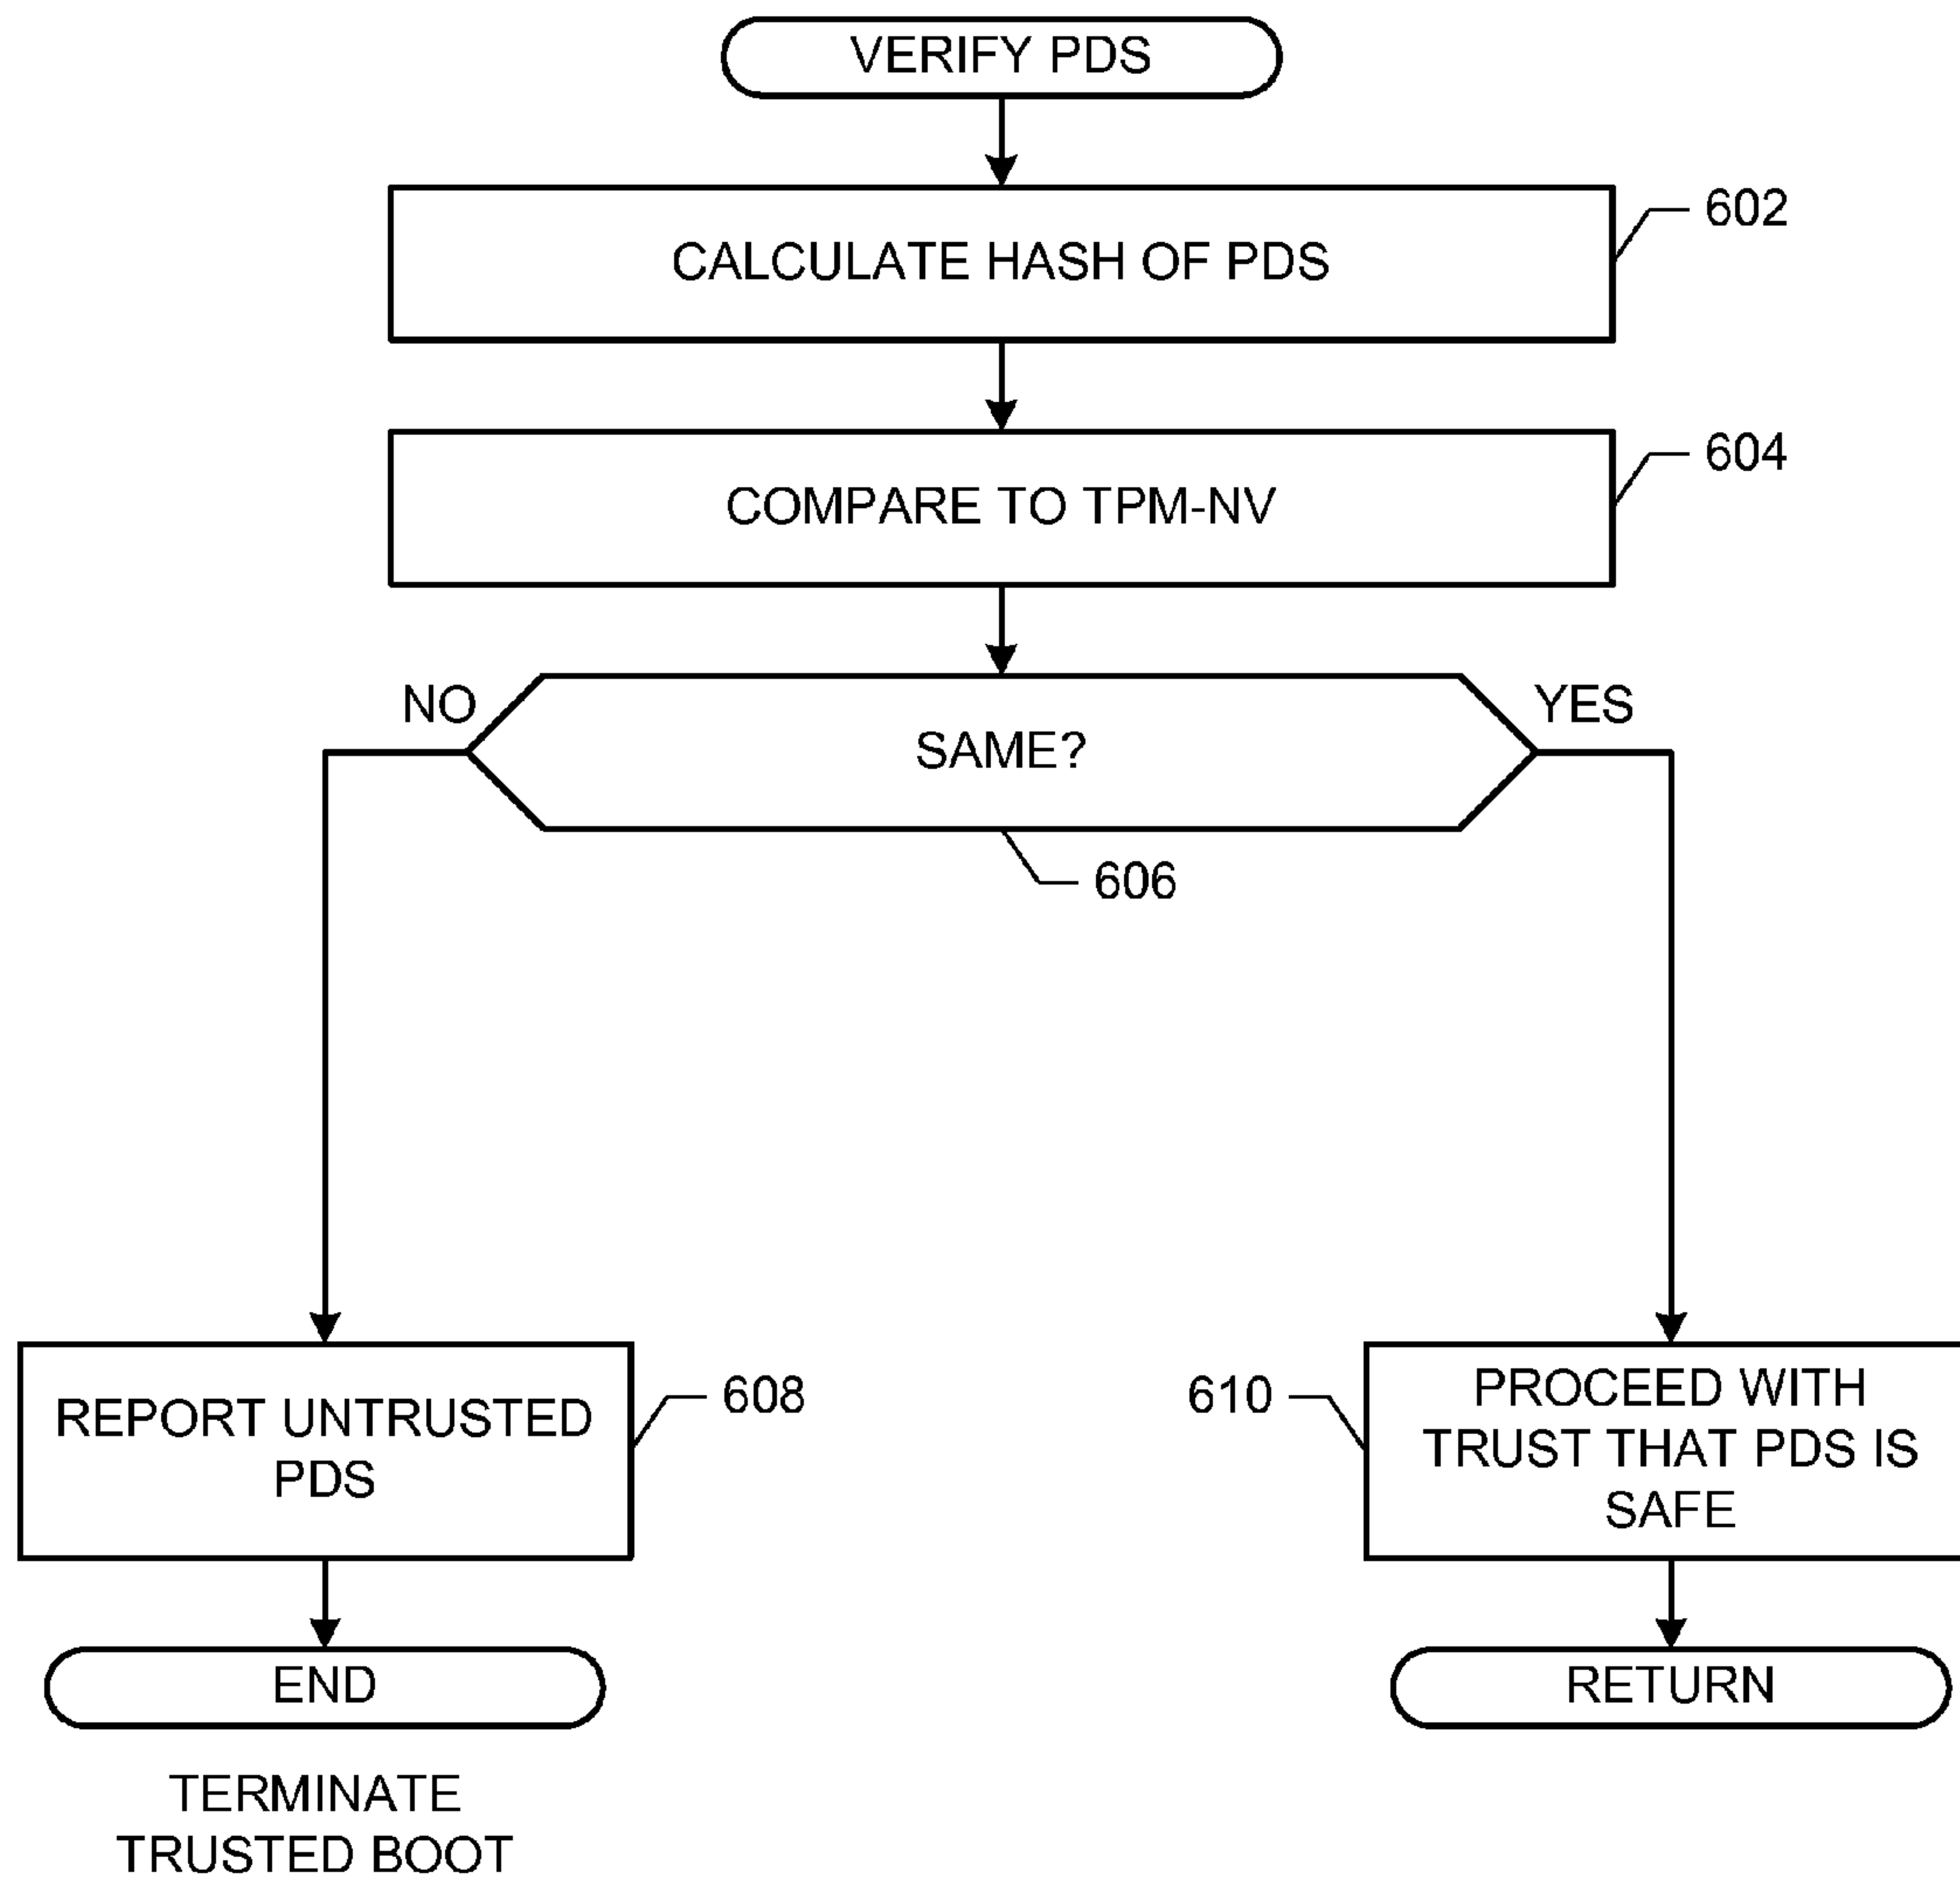 VERIFY PDS
602
CALCULATE HASH OF PDS
604
COMPARE TO TPM-NV
NO
YES
SAME?
606
REPORT UNTRUSTED
PDS
608
610
PROCEED WITH
TRUST THAT PDS IS
SAFE
END
RETURN
TERMINATE
TRUSTED BOOT